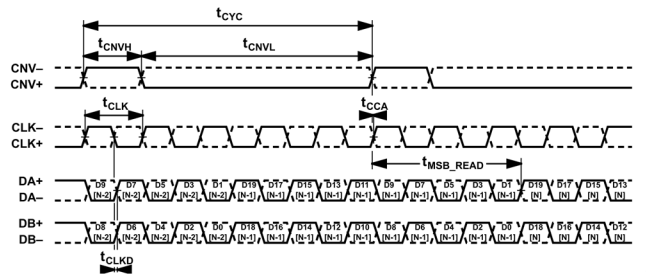 tCYC
tCNVH tCNVL
CNV–
CNV+
tCLK tCCA
CLK–
CLK+
tMSB_READ
DA+
DA–
D9 D7 D5 D3 D1 D19 D17 D15 D13 D11 D9 D7 D5 D3 D1 D19 D17 D15 D13
[N-2] [N-2] [N-2] [N-2] [N-2] [N-1] [N-1] [N-1] [N-1] [N-1] [N-1] [N-1] [N-1] [N-1] [N-1] [N] [N] [N] [N]
DB+
DB–
D8 D6 D4 D2 D0 D18 D16 D14 D12 D10 D8 D6 D4 D2 D0 D18 D16 D14 D12
[N-2] [N-2] [N-2] [N-2] [N-2] [N-1] [N-1] [N-1] [N-1] [N-1] [N-1] [N-1] [N-1] [N-1] [N-1] [N] [N] [N] [N]
tCLKD